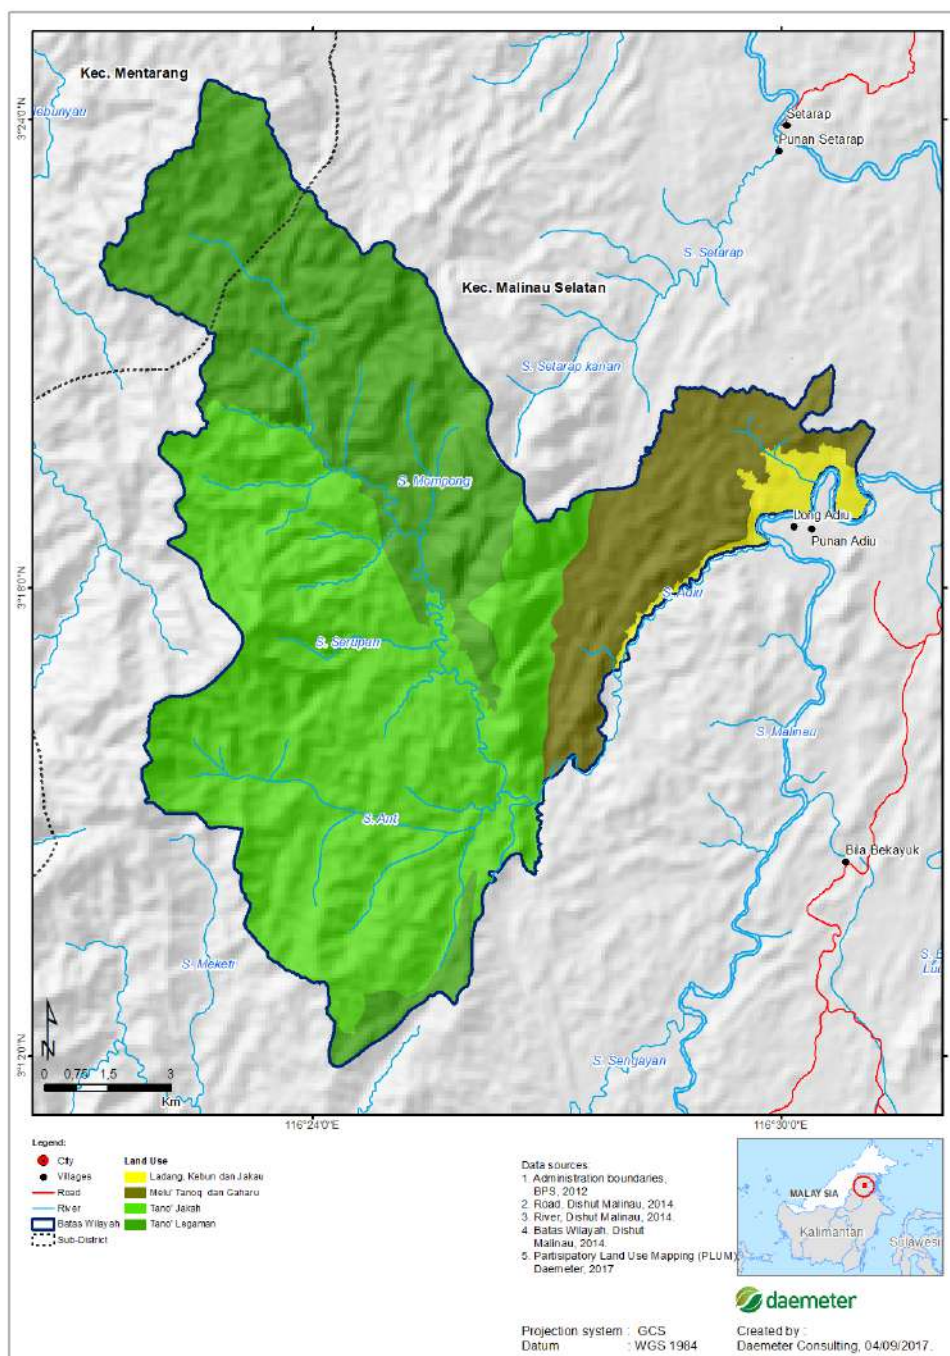 Kec. Mentarang
3°24'0"N
Setarap
Punan Setarap
S. Setarap
Kec. Malinau Selatan
S. Setarap kanan
S. Mompong
Long Adiu
Punan Adiu
3°18'0"N
S. Adiu
S. Malinau
Bila Bekayuk
S. Meketi
S. Sengayan
3°12'0"N
0 0,75 1,5 3
Km
116°24'0"E
116°30'0"E
Legend:
City
Villages
Road
River
Batas Wilayah
Sub-District
Land Use
Ladang, Kebun dan Jakau
Melu' Tanoq dan Gaharu
Tano' Jakah
Tano' Legaman
Data sources:
1. Administration boundaries,
BPS, 2012
2. Road, Dishut Malinau, 2014.
3. River, Dishut Malinau, 2014.
4. Batas Wilayah, Dishut
Malinau, 2014.
5. Partisipatory Land Use Mapping (PLUM),
Daemeter, 2017
MALAYSIA
Kalimantan
Sulawesi
daemeter
Projection system : GCS
Datum : WGS 1984
Created by :
Daemeter Consulting, 04/09/2017.